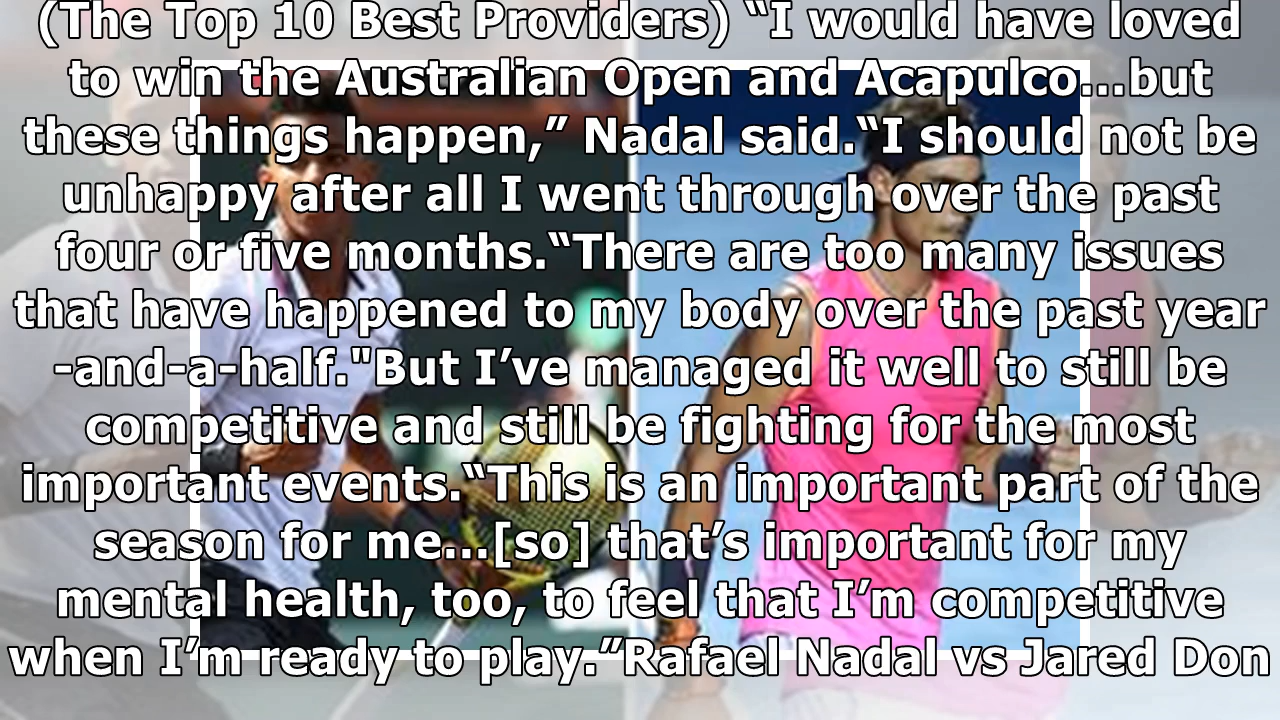 (The Top 10 Best Providers) “I would have loved
to win the Australian Open and Acapulco...but
these things happen,” Nadal said.“I should not be
unhappy after all I went through over the past
four or five months.“There are too many issues
that have happened to my body over the past year
-and-a-half."But I’ve managed it well to still be
competitive and still be fighting for the most
important events.“This is an important part of the
season for me...[so] that’s important for my
mental health, too, to feel that I’m competitive
when I’m ready to play.”Rafael Nadal vs Jared Don